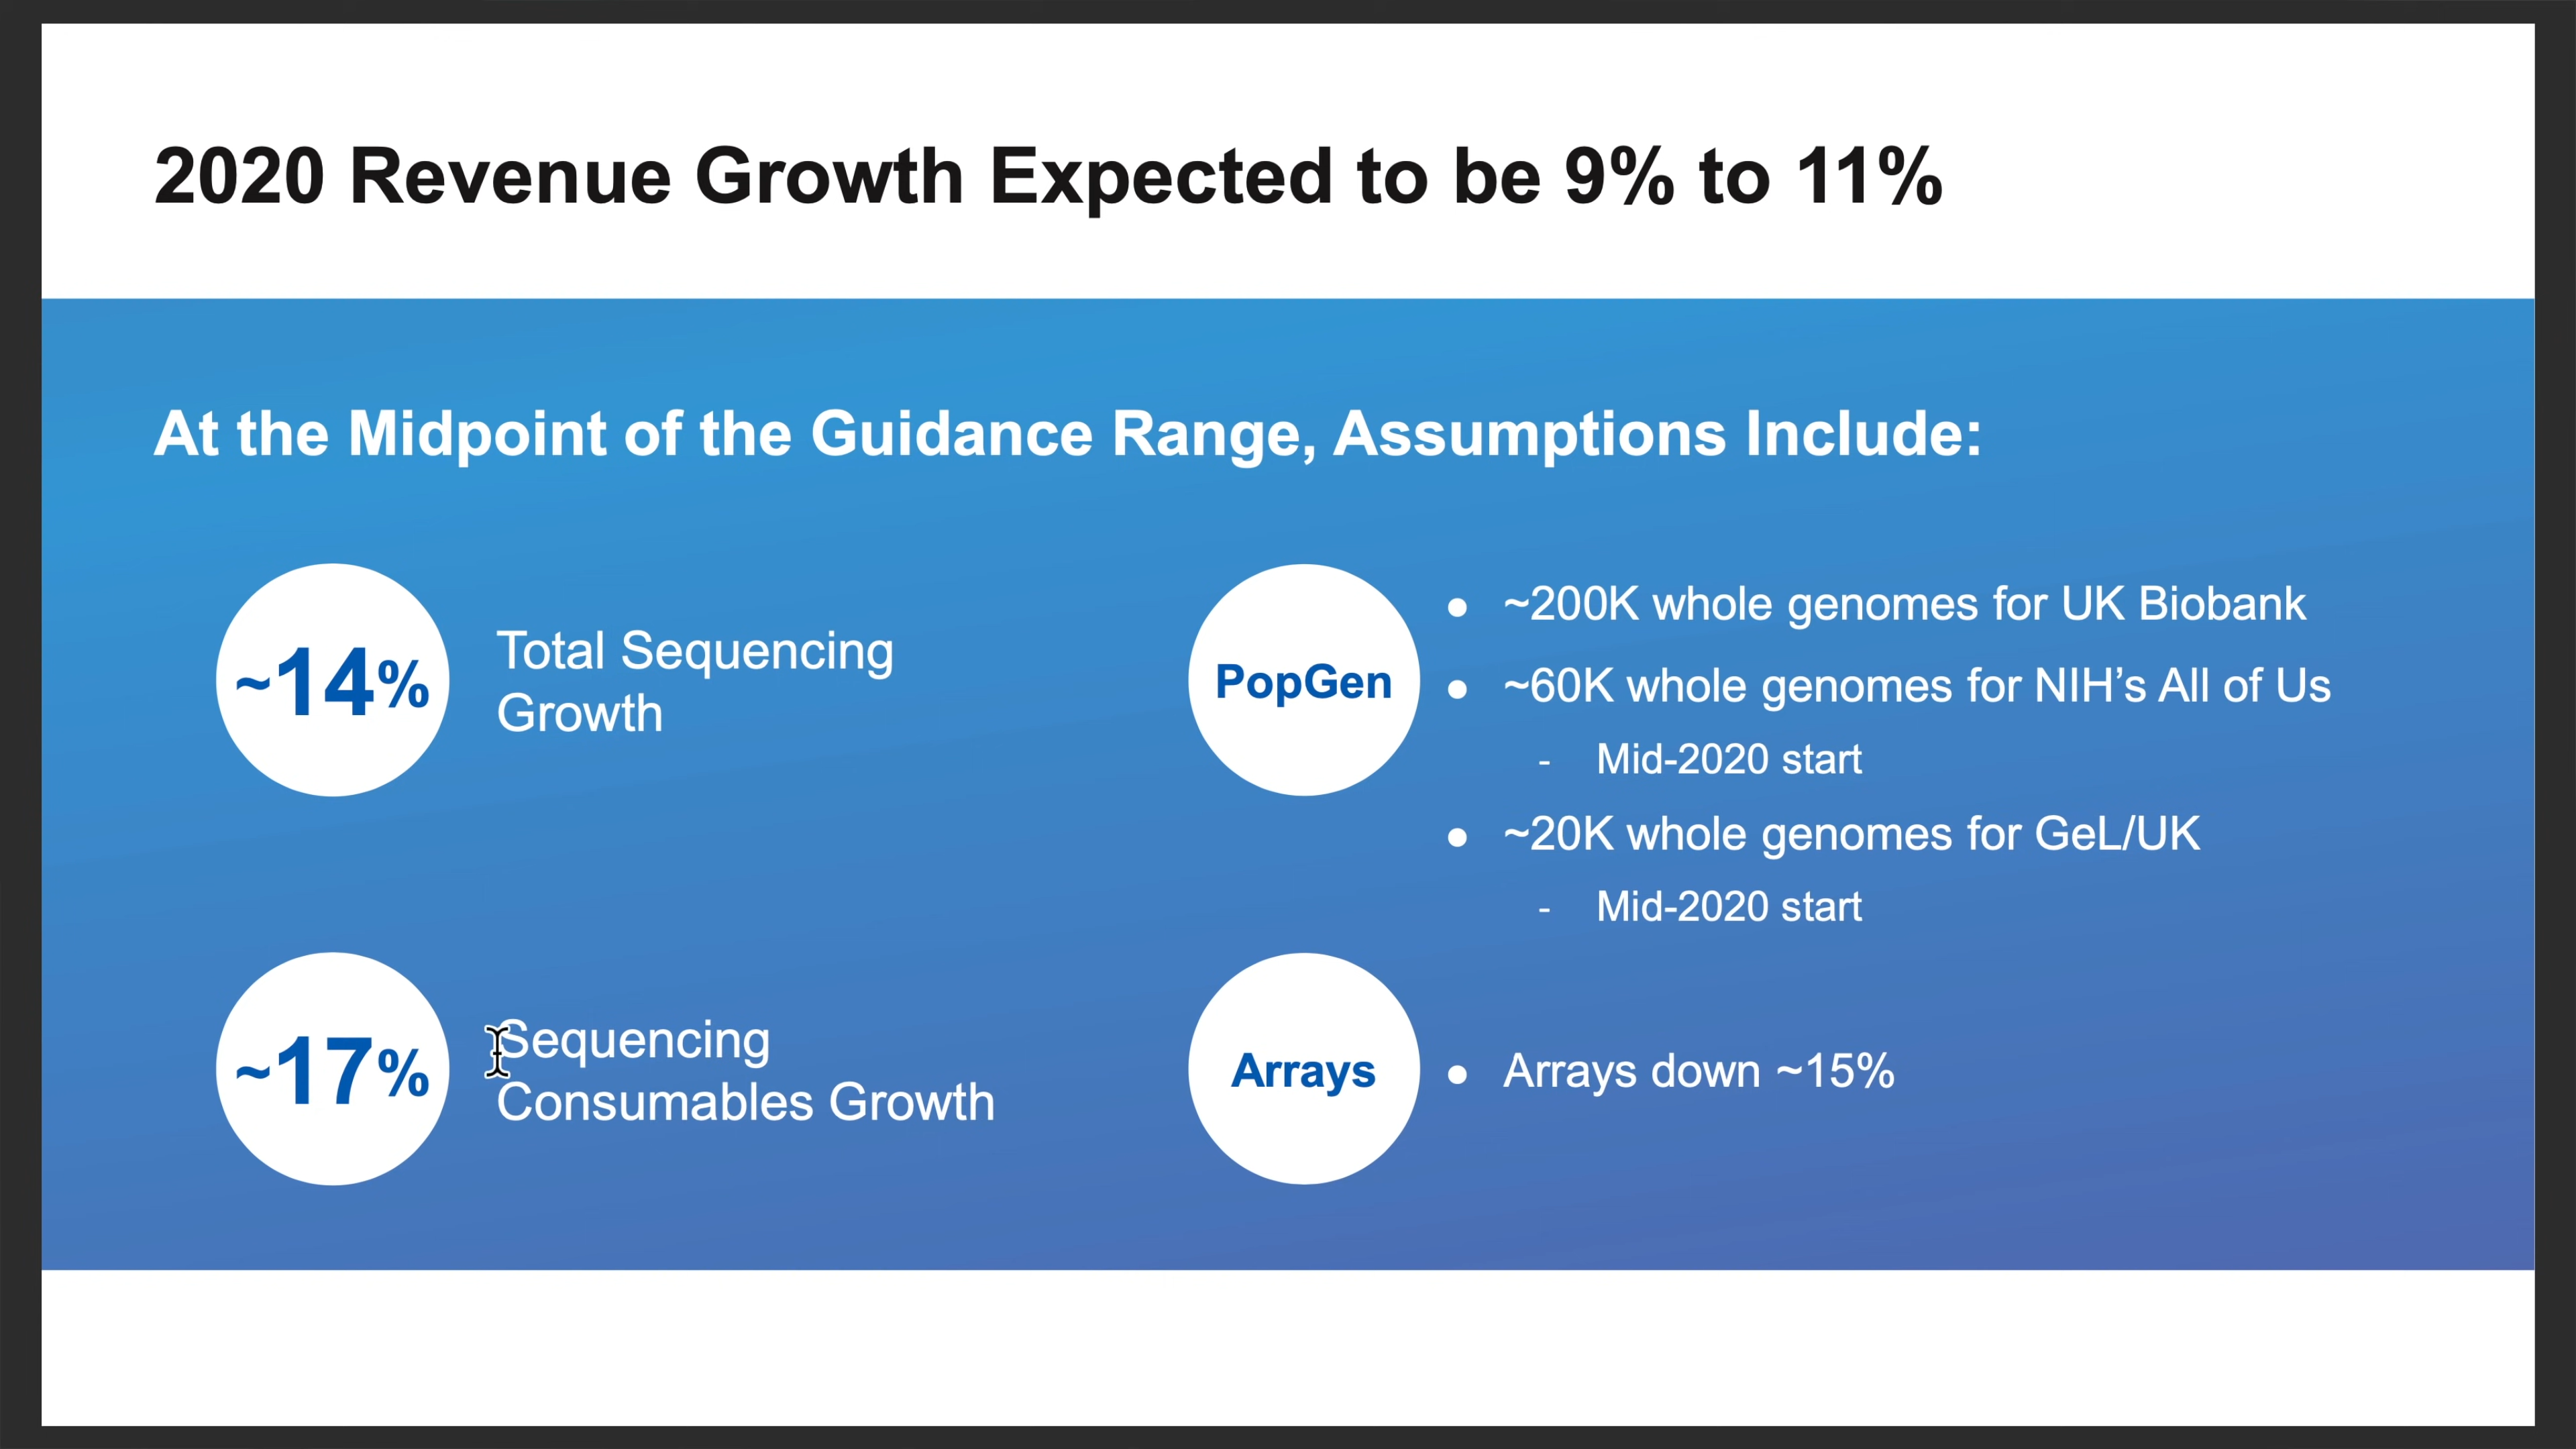 2020 Revenue Growth Expected to be 9% to 11%
At the Midpoint of the Guidance Range, Assumptions Include:
~14%
Total Sequencing
Growth
~17%
Sequencing
Consumables Growth
PopGen
● ~200K whole genomes for UK Biobank
● ~60K whole genomes for NIH’s All of Us
- Mid-2020 start
● ~20K whole genomes for GeL/UK
- Mid-2020 start
Arrays
● Arrays down ~15%